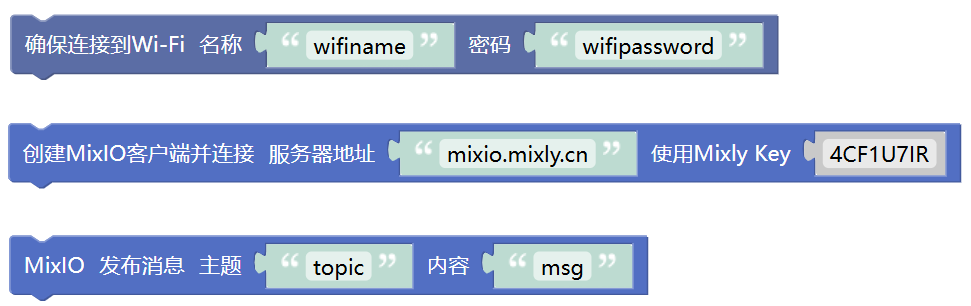 确保连接到Wi-Fi 名称 “ wifiname ” 密码 “ wifipassword ”
创建MixIO客户端并连接 服务器地址 “ mixio.mixly.cn ” 使用Mixly Key 4CF1U7IR
MixIO 发布消息 主题 “ topic ” 内容 “ msg ”